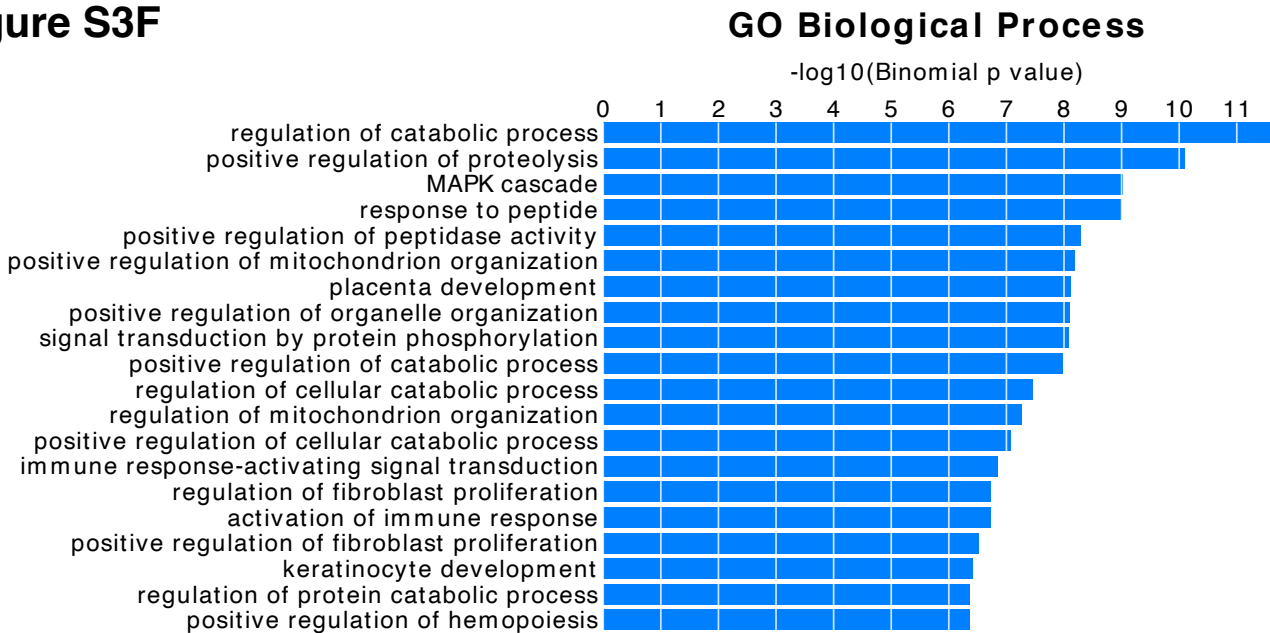 gure S3F
GO Biological Process
-log10(Binomial p value)
0 1 2 3 4 5 6 7 8 9 10 11
regulation of catabolic process
positive regulation of proteolysis
MAPK cascade
response to peptide
positive regulation of peptidase activity
positive regulation of mitochondrion organization
placenta development
positive regulation of organelle organization
signal transduction by protein phosphorylation
positive regulation of catabolic process
regulation of cellular catabolic process
regulation of mitochondrion organization
positive regulation of cellular catabolic process
immune response-activating signal transduction
regulation of fibroblast proliferation
activation of immune response
positive regulation of fibroblast proliferation
keratinocyte development
regulation of protein catabolic process
positive regulation of hemopoiesis